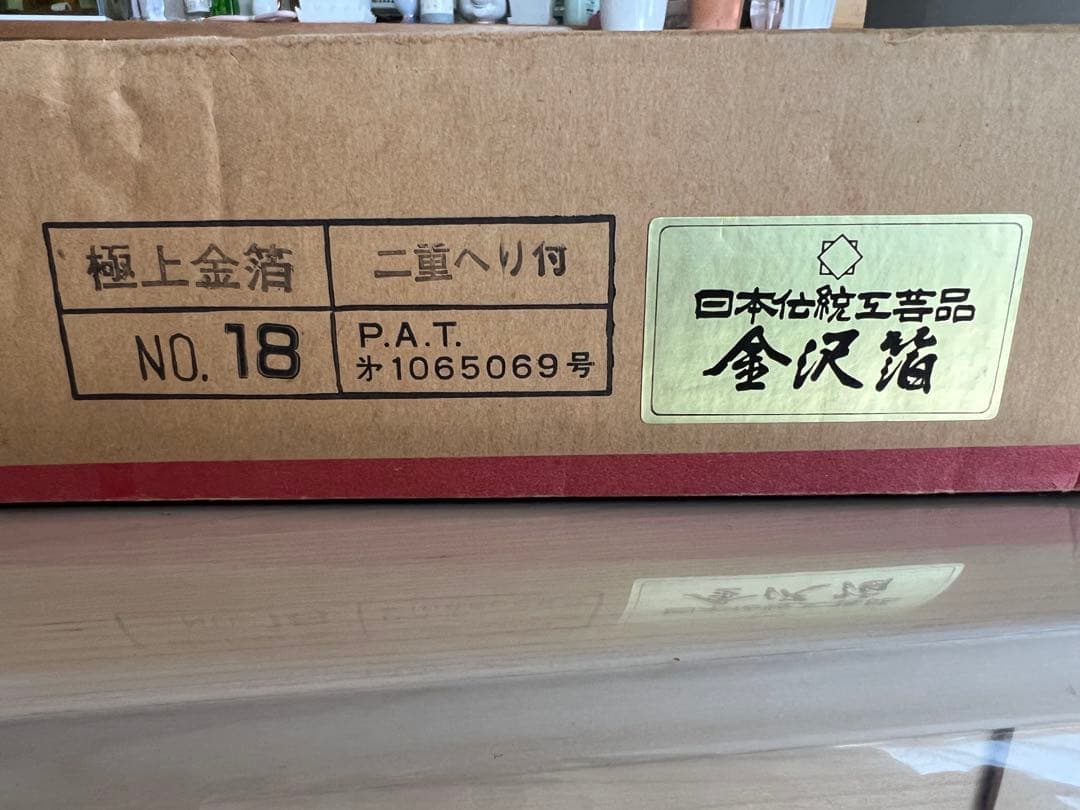 極上金箔
二重へり付
NO. 18
P.A.T.
㐧1065069号
日本伝統工芸品
金沢箔